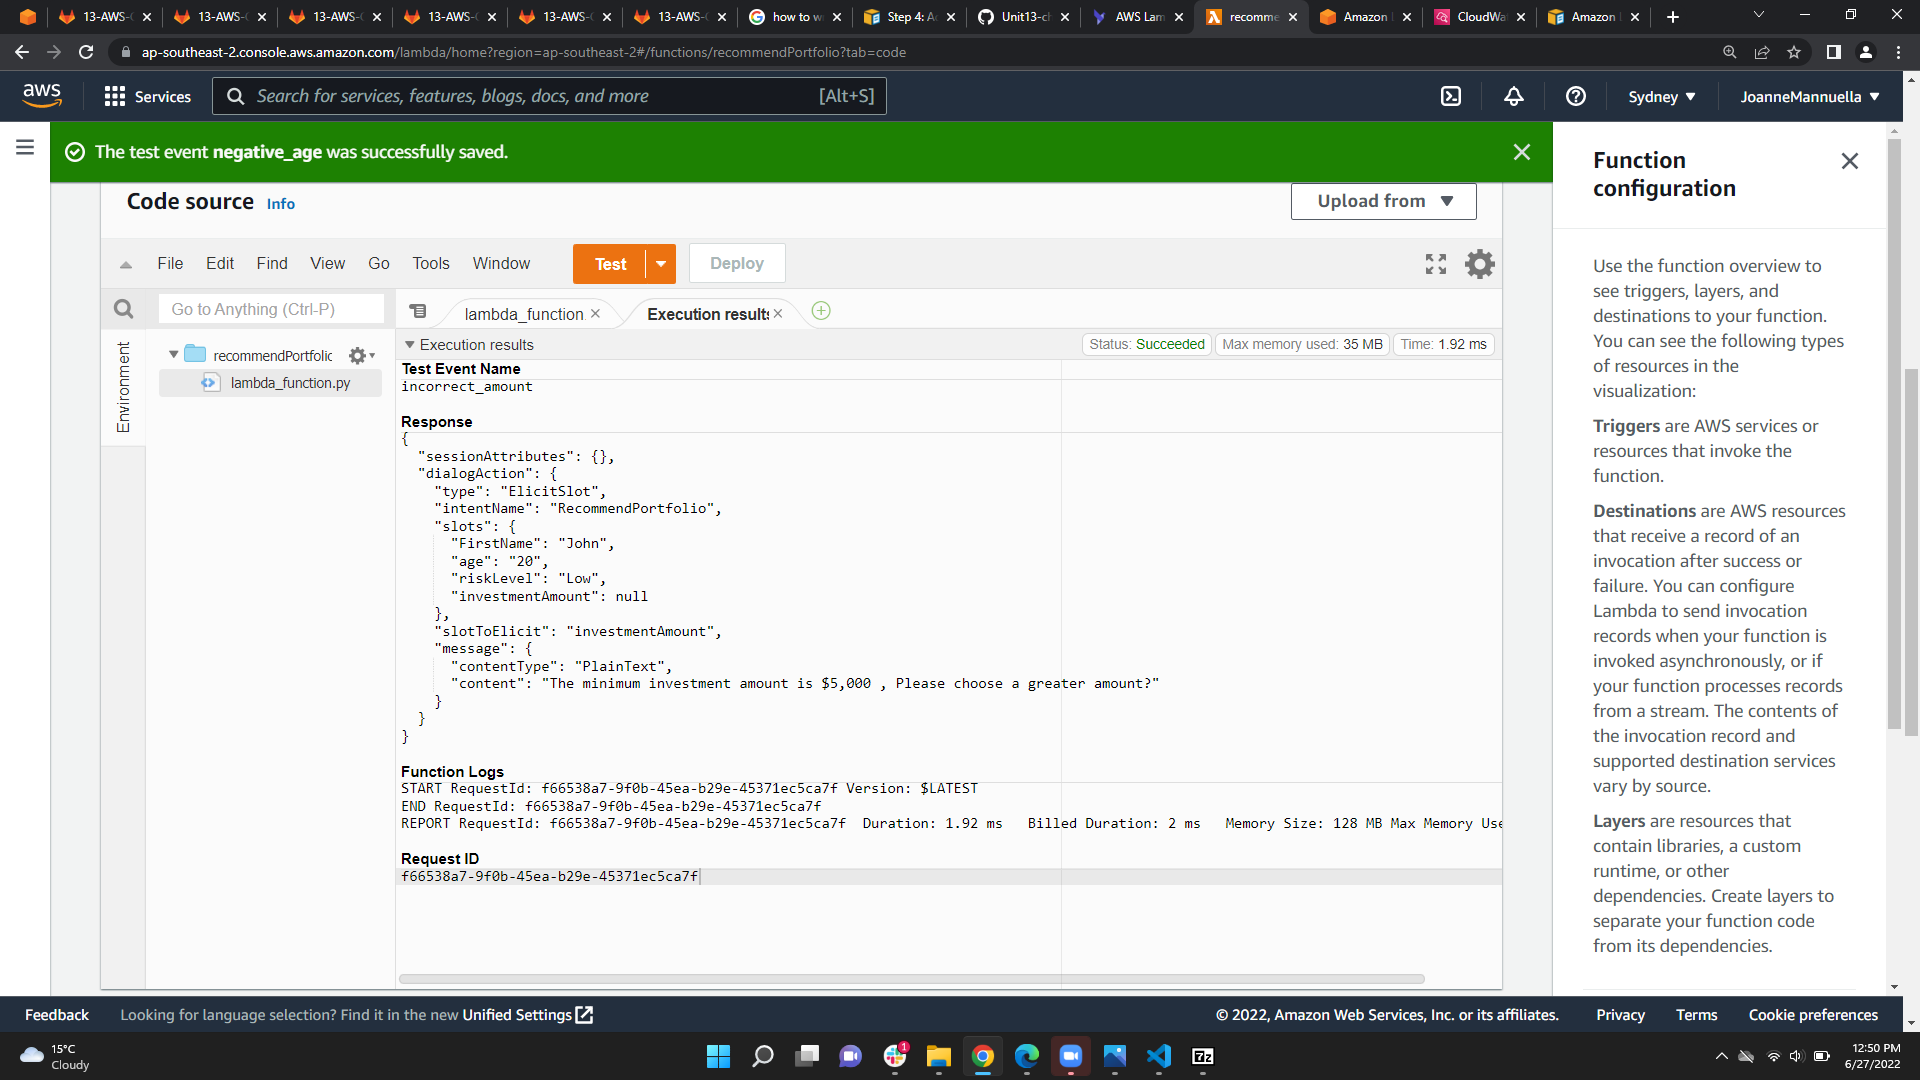 13-AWS-C
13-AWS-C
13-AWS-C
13-AWS-C
13-AWS-C
13-AWS-C
how to w
Step 4: A
Unit13-c
AWS Lam
recomme
Amazon
CloudWa
Amazon
ap-southeast-2.console.aws.amazon.com/lambda/home?region=ap-southeast-2#/functions/recommendPortfolio?tab=code
aws
Services
Search for services, features, blogs, docs, and more
[Alt+S]
Sydney
JoanneMannuella
The test event negative_age was successfully saved.
Code source Info
Upload from
File Edit Find View Go Tools Window
Test
Deploy
Go to Anything (Ctrl-P)
lambda_function
Execution results
Environment
recommendPortfolio
lambda_function.py
Execution results
Status: Succeeded
Max memory used: 35 MB
Time: 1.92 ms
Test Event Name
incorrect_amount
Response
{
"sessionAttributes": {},
"dialogAction": {
"type": "ElicitSlot",
"intentName": "RecommendPortfolio",
"slots": {
"FirstName": "John",
"age": "20",
"riskLevel": "Low",
"investmentAmount": null
},
"slotToElicit": "investmentAmount",
"message": {
"contentType": "PlainText",
"content": "The minimum investment amount is $5,000 , Please choose a greater amount?"
}
}
}
Function Logs
START RequestId: f66538a7-9f0b-45ea-b29e-45371ec5ca7f Version: $LATEST
END RequestId: f66538a7-9f0b-45ea-b29e-45371ec5ca7f
REPORT RequestId: f66538a7-9f0b-45ea-b29e-45371ec5ca7f Duration: 1.92 ms Billed Duration: 2 ms Memory Size: 128 MB Max Memory Use
Request ID
f66538a7-9f0b-45ea-b29e-45371ec5ca7f
Function
configuration
Use the function overview to
see triggers, layers, and
destinations to your function.
You can see the following types
of resources in the
visualization:
Triggers are AWS services or
resources that invoke the
function.
Destinations are AWS resources
that receive a record of an
invocation after success or
failure. You can configure
Lambda to send invocation
records when your function is
invoked asynchronously, or if
your function processes records
from a stream. The contents of
the invocation record and
supported destination services
vary by source.
Layers are resources that
contain libraries, a custom
runtime, or other
dependencies. Create layers to
separate your function code
from its dependencies.
Feedback
Looking for language selection? Find it in the new Unified Settings
© 2022, Amazon Web Services, Inc. or its affiliates.
Privacy
Terms
Cookie preferences
15°C
Cloudy
1
7z
12:50 PM
6/27/2022